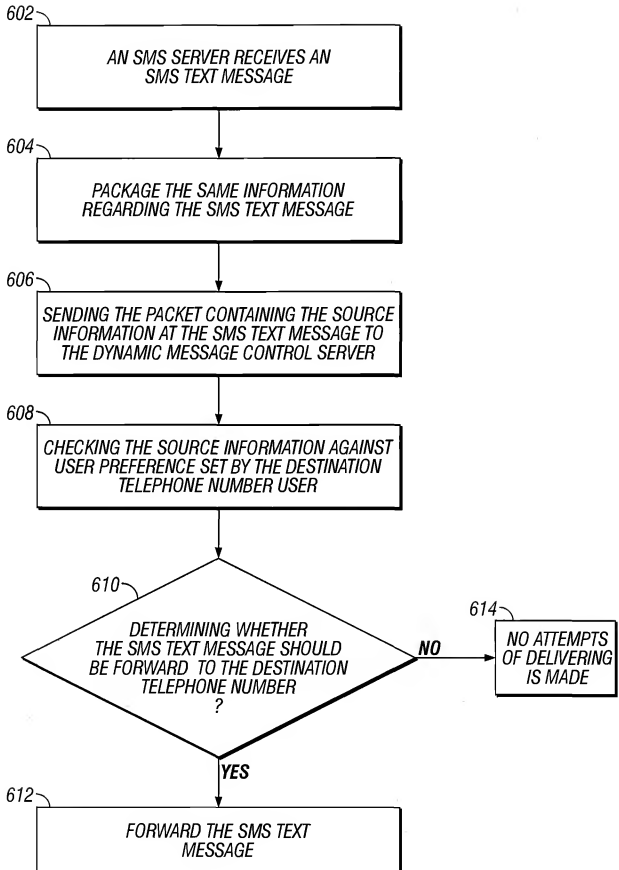 602
AN SMS SERVER RECEIVES AN
SMS TEXT MESSAGE
604
PACKAGE THE SAME INFORMATION
REGARDING THE SMS TEXT MESSAGE
606
SENDING THE PACKET CONTAINING THE SOURCE
INFORMATION AT THE SMS TEXT MESSAGE TO
THE DYNAMIC MESSAGE CONTROL SERVER
608
CHECKING THE SOURCE INFORMATION AGAINST
USER PREFERENCE SET BY THE DESTINATION
TELEPHONE NUMBER USER
610
DETERMINING WHETHER
THE SMS TEXT MESSAGE SHOULD
BE FORWARD TO THE DESTINATION
TELEPHONE NUMBER
?
NO
614
NO ATTEMPTS
OF DELIVERING
IS MADE
YES
612
FORWARD THE SMS TEXT
MESSAGE